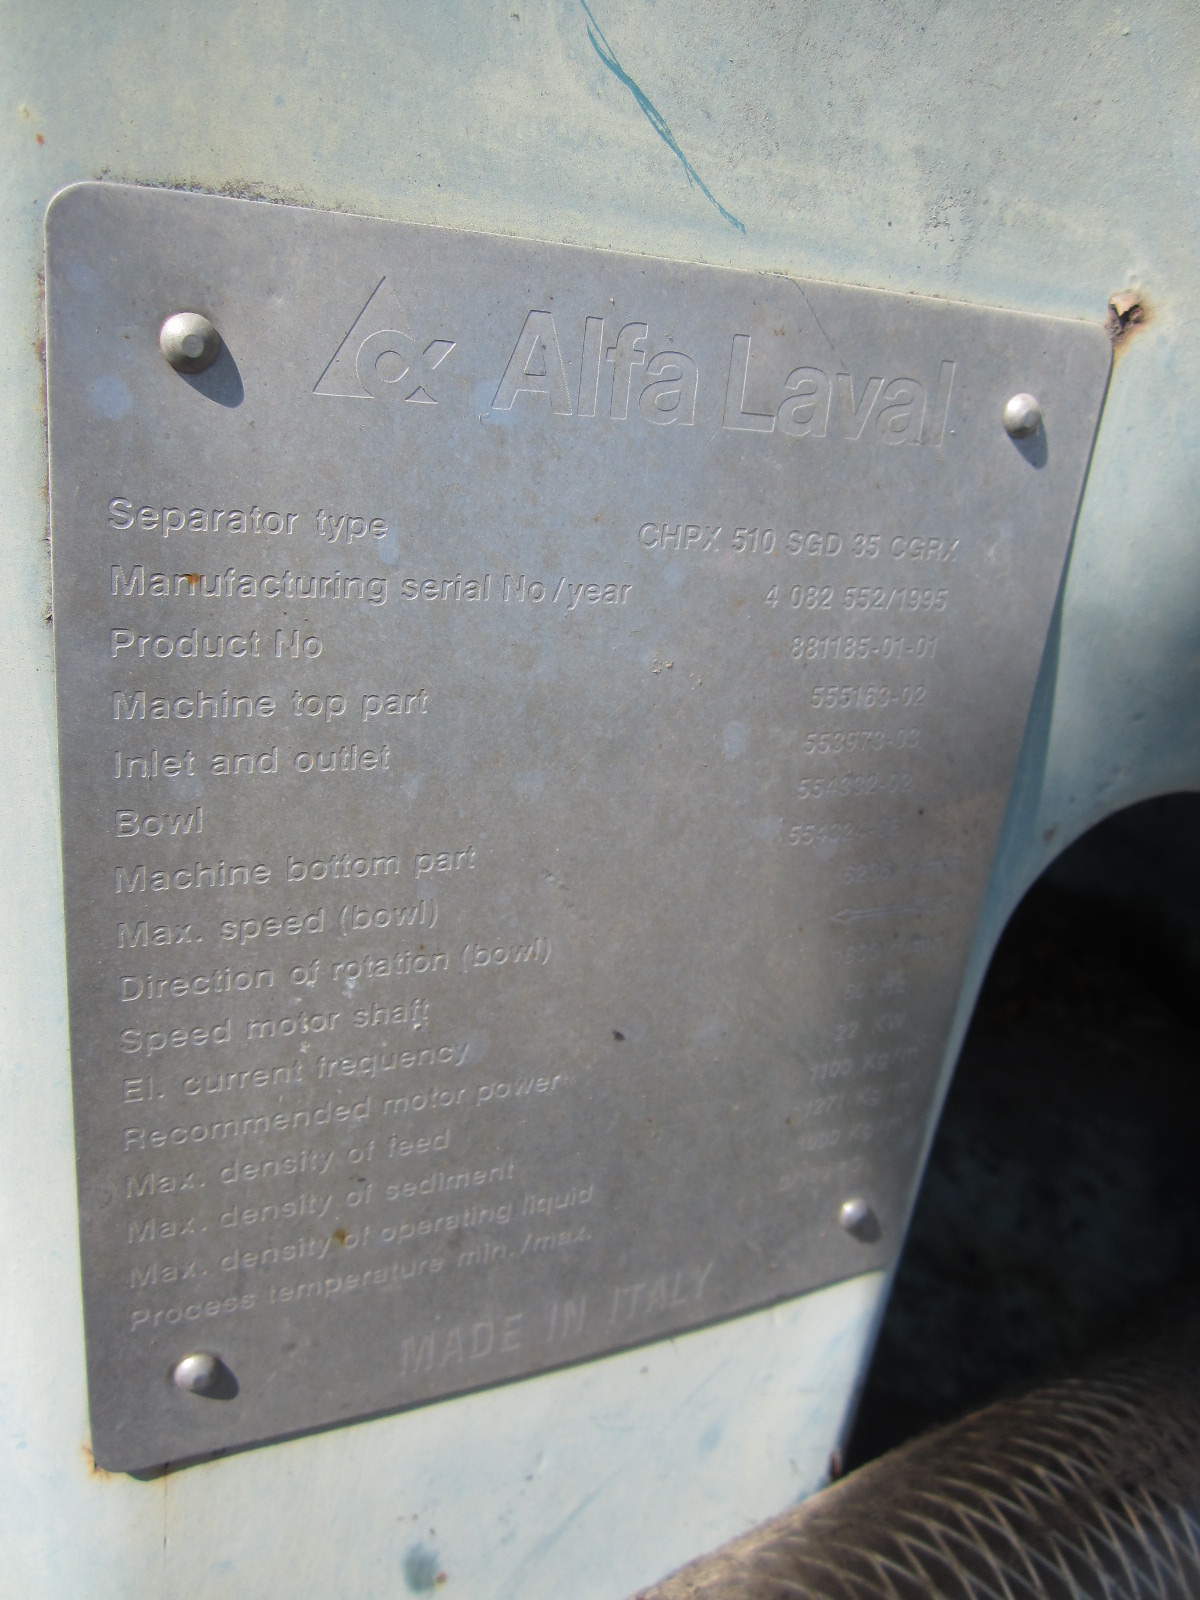 Alfa Laval
Separator type CHPX 510 SGD 35 CGRX
Manufacturing serial No/year 4 082 552/1995
Product No 881185-01-01
Machine top part 555163-02
Inlet and outlet 553973-03
Bowl
Machine bottom part
Max. speed (bowl)
Direction of rotation (bowl)
Speed motor shaft
El. current frequency
Recommended motor power 22 KW
Max. density of feed 1100
Max. density of sediment
Max. density of operating liquid
Process temperature min./max.
MADE IN ITALY